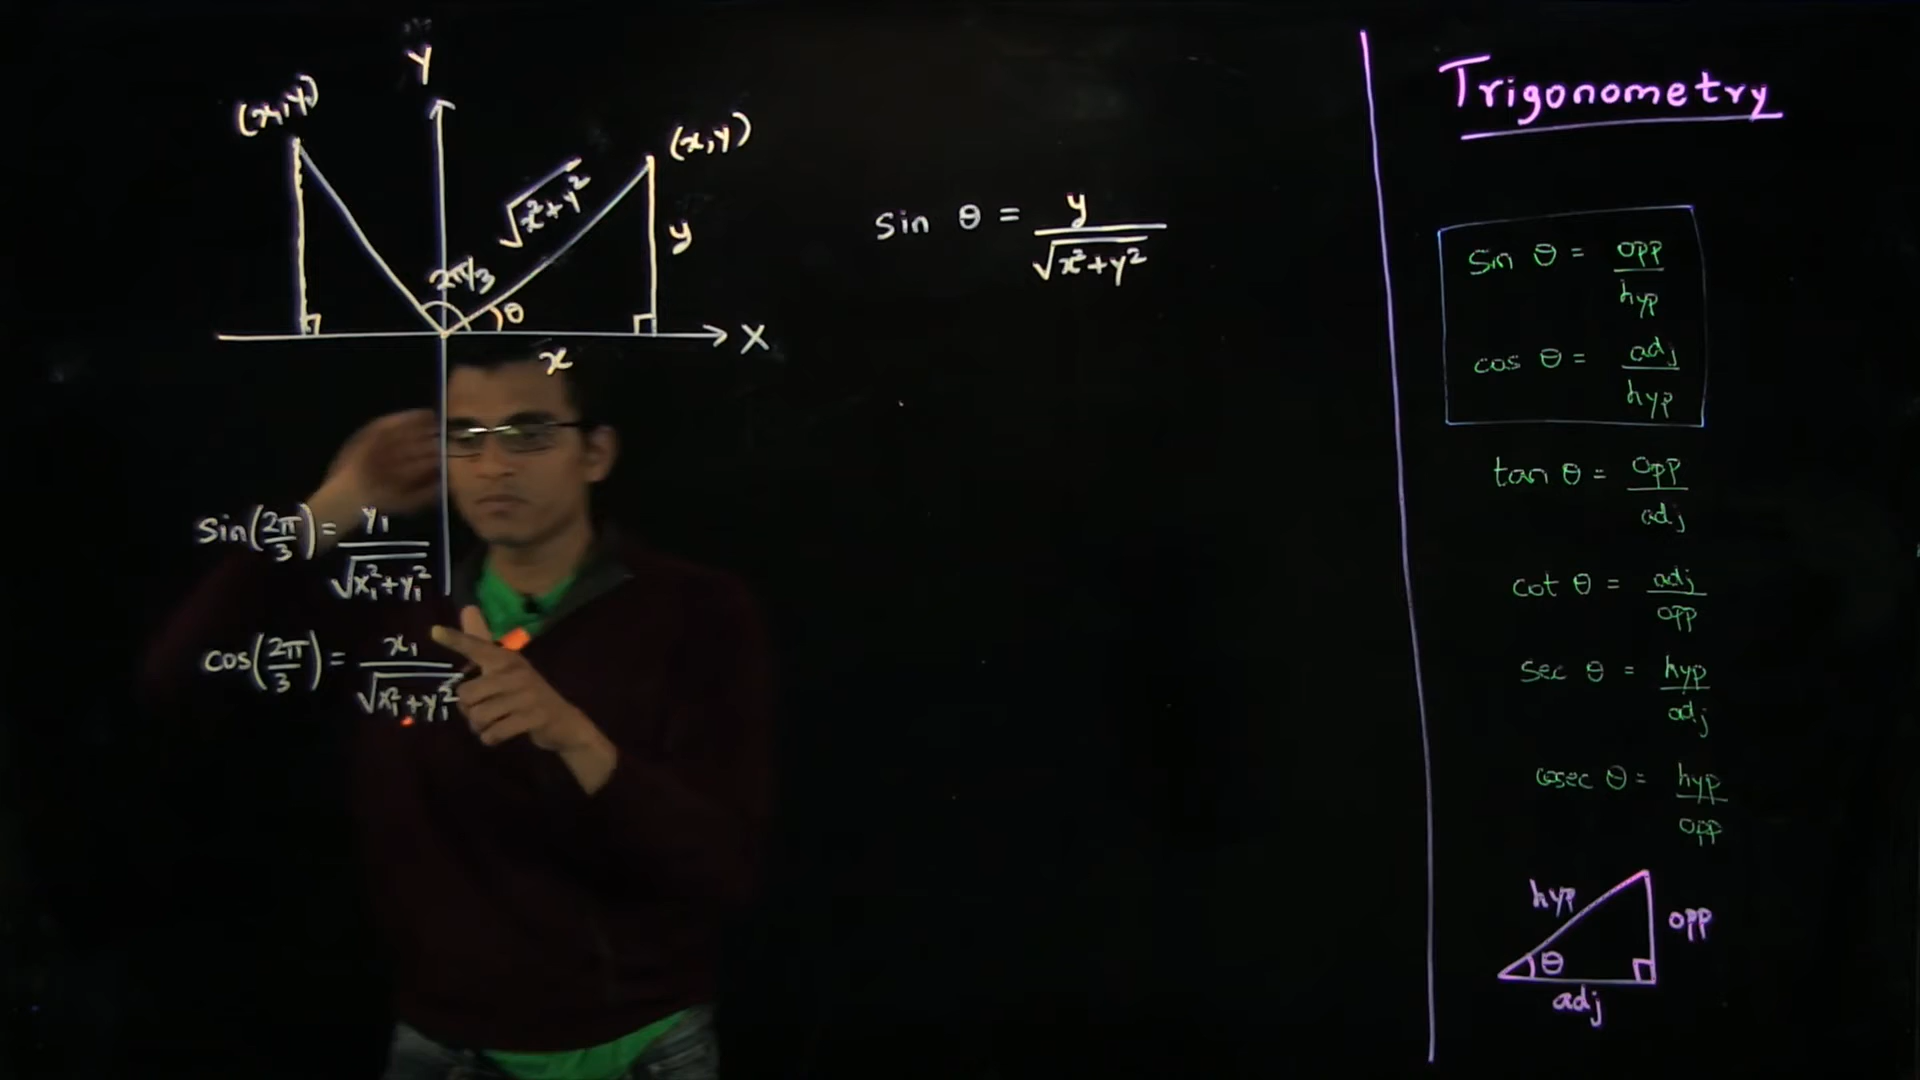 Y
(x₁,y₁)
(x,y)
√x²+y²
y
2π/3
θ
X
x
sin θ = y/√x²+y²
Sin(2π/3) = y₁/√x₁²+y₁²
cos(2π/3) = x₁/√x₁²+y₁²
Trigonometry
Sin θ = opp/hyp
cos θ = adj/hyp
tan θ = opp/adj
cot θ = adj/opp
sec θ = hyp/adj
cosec θ = hyp/opp
hyp
opp
θ
adj